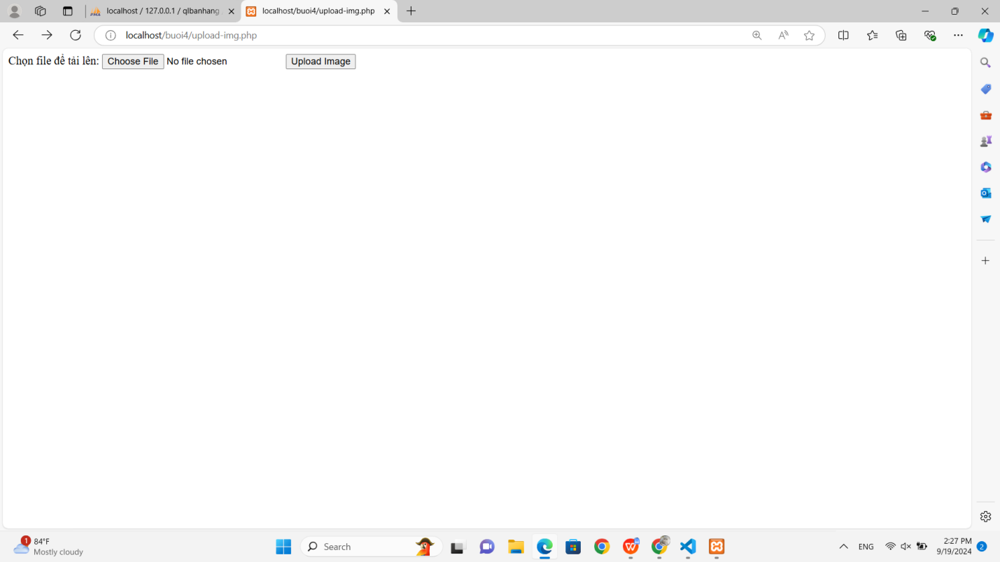 localhost / 127.0.0.1 / qlbanhang
localhost/buoi4/upload-img.php
localhost/buoi4/upload-img.php
Chọn file để tải lên: Choose File No file chosen Upload Image
1
84°F
Mostly cloudy
Search
ENG
2:27 PM
9/19/2024
2